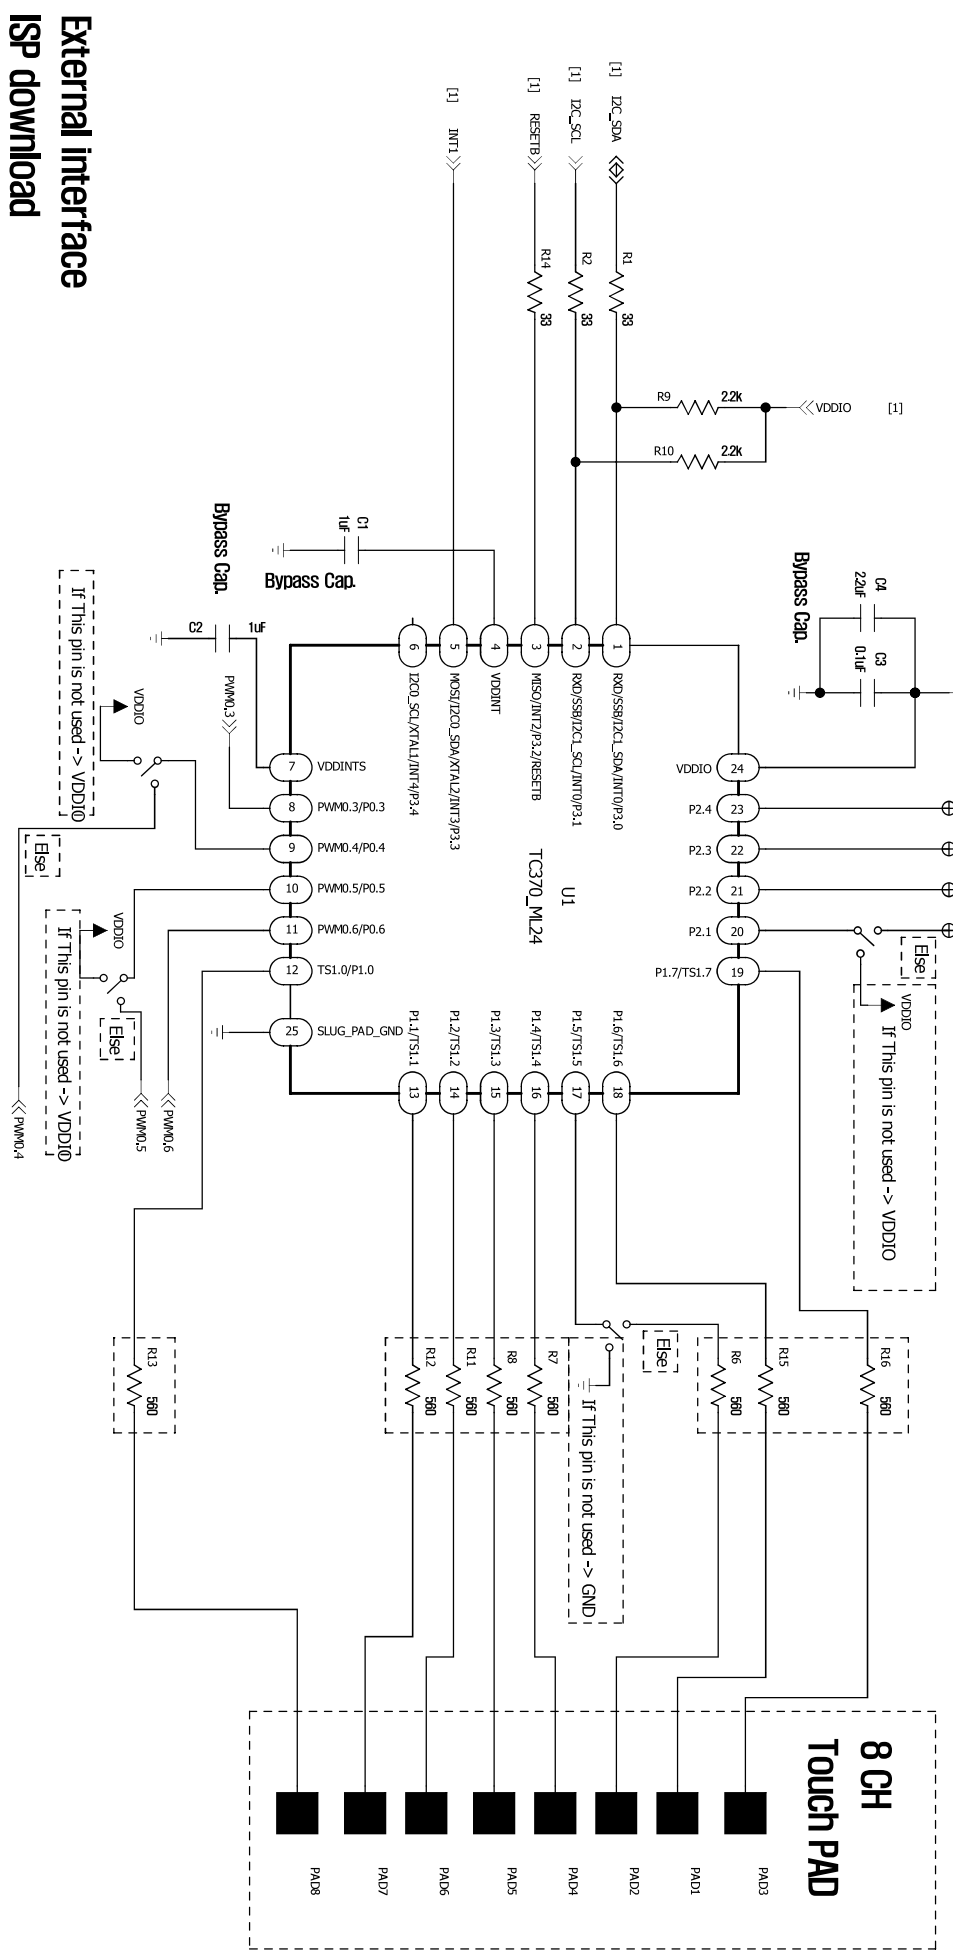 External interface
ISP download
[1] I2C_SDA
[1] I2C_SCL
[1] RESETB
[1] INT1
R1
33
R2
33
R14
33
R9
2.2k
R10
2.2k
VDDIO
[1]
C1
1uF
Bypass Cap.
Bypass Cap.
C2
1uF
C4
2.2uF
C3
0.1uF
Bypass Cap.
1
RXD/SSB/I2C1_SDA/INT0/P3.0
2
RXD/SSB/I2C1_SCL/INT0/P3.1
3
MISO/INT2/P3.2/RESETB
4
VDDINT
5
MOSI/I2C0_SDA/XTAL2/INT3/P3.3
6
I2C0_SCL/XTAL1/INT4/P3.4
U1
TC370_ML24
7
VDDINTS
8
PWM0.3/P0.3
9
PWM0.4/P0.4
10
PWM0.5/P0.5
11
PWM0.6/P0.6
12
TS1.0/P1.0
25
SLUG_PAD_GND
VDDIO
24
P2.4
23
P2.3
22
P2.2
21
P2.1
20
P1.7/TS1.7
19
P1.6/TS1.6
18
P1.5/TS1.5
17
P1.4/TS1.4
16
P1.3/TS1.3
15
P1.2/TS1.2
14
P1.1/TS1.1
13
PWM0.3
VDDIO
If This pin is not used -> VDDIO
Else
VDDIO
If This pin is not used -> VDDIO
Else
PWM0.6
PWM0.5
PWM0.4
Else
VDDIO
If This pin is not used -> VDDIO
Else
If This pin is not used -> GND
R16
560
R15
560
R6
560
R7
560
R8
560
R11
560
R12
560
R13
560
8 CH
Touch PAD
PAD3
PAD1
PAD2
PAD4
PAD5
PAD6
PAD7
PAD8